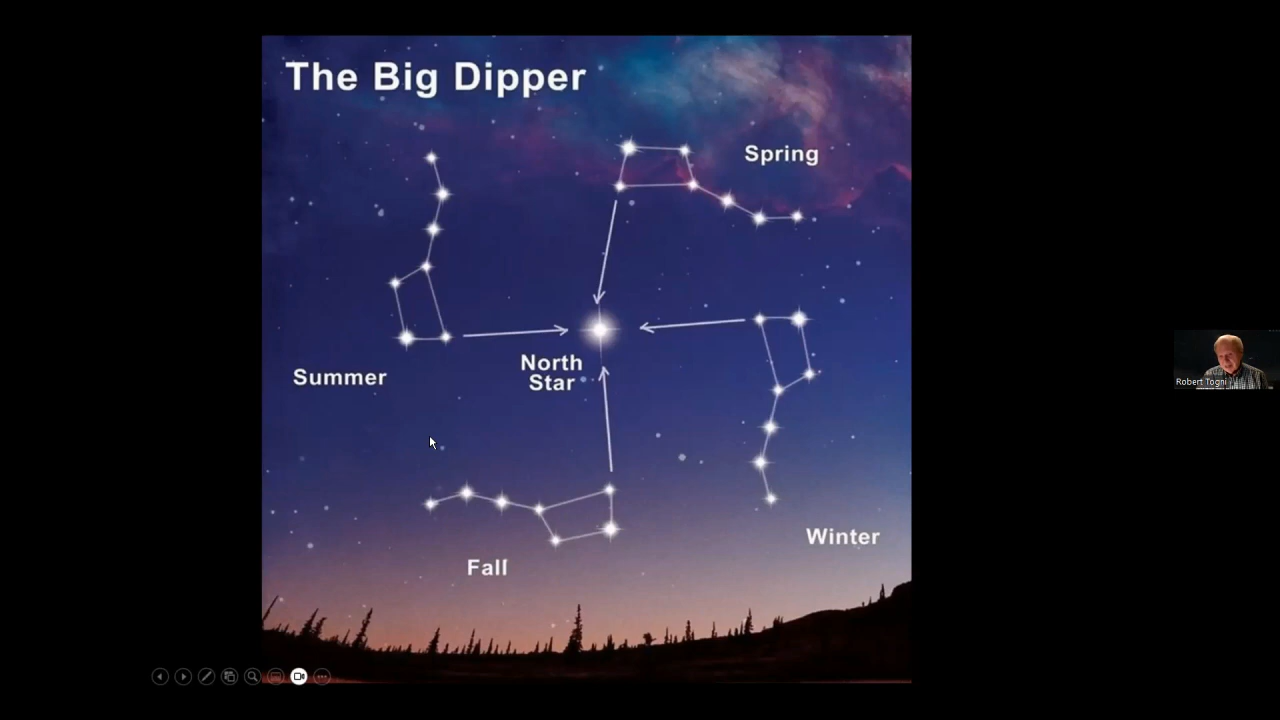 The Big Dipper
Spring
North
Star
Summer
Winter
Fall
Robert Togni